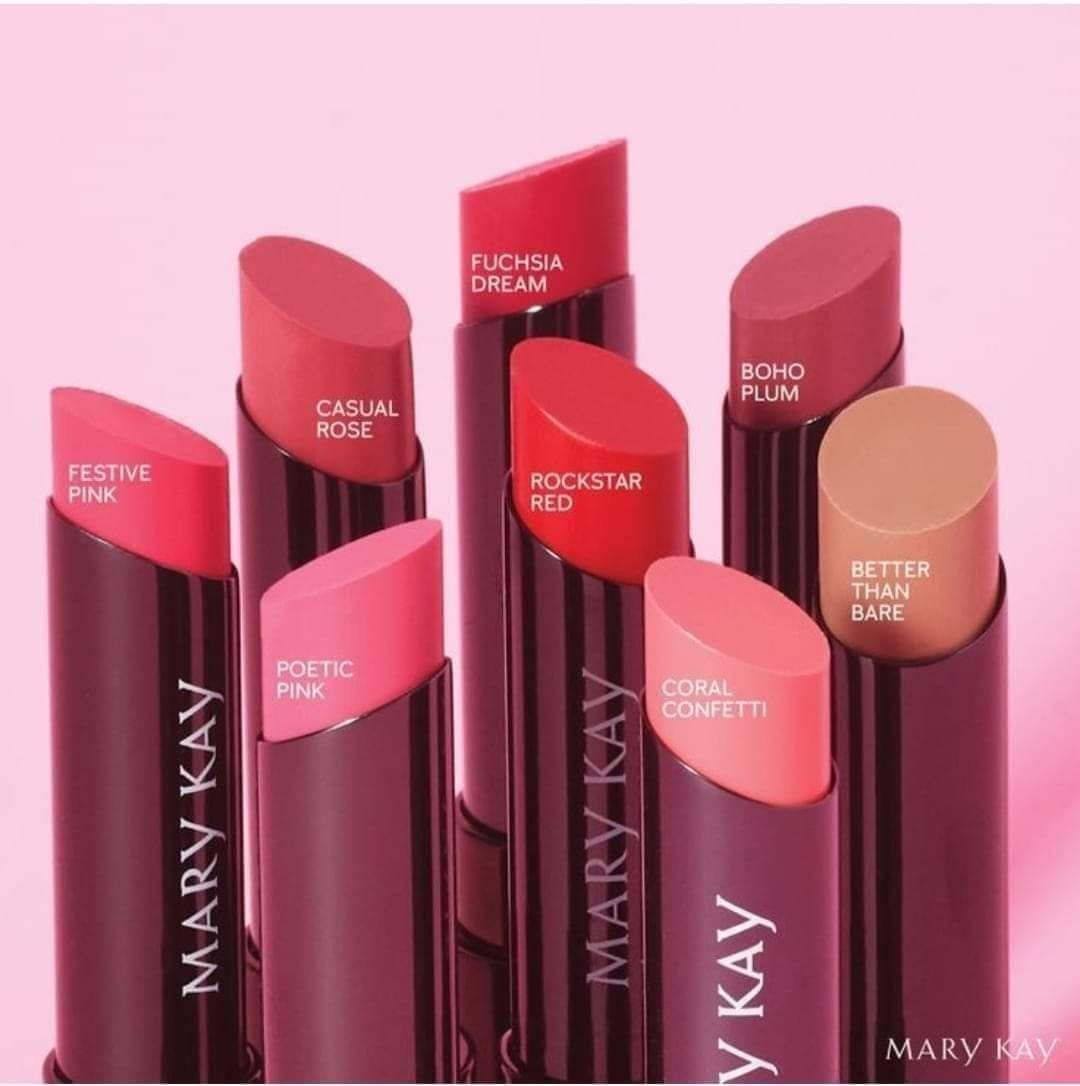 FUCHSIA
DREAM
BOHO
PLUM
CASUAL
ROSE
FESTIVE
PINK
ROCKSTAR
RED
BETTER
THAN
BARE
POETIC
PINK
CORAL
CONFETTI
MARY KAY
MARY KAY
Y KAY
MARY KAY